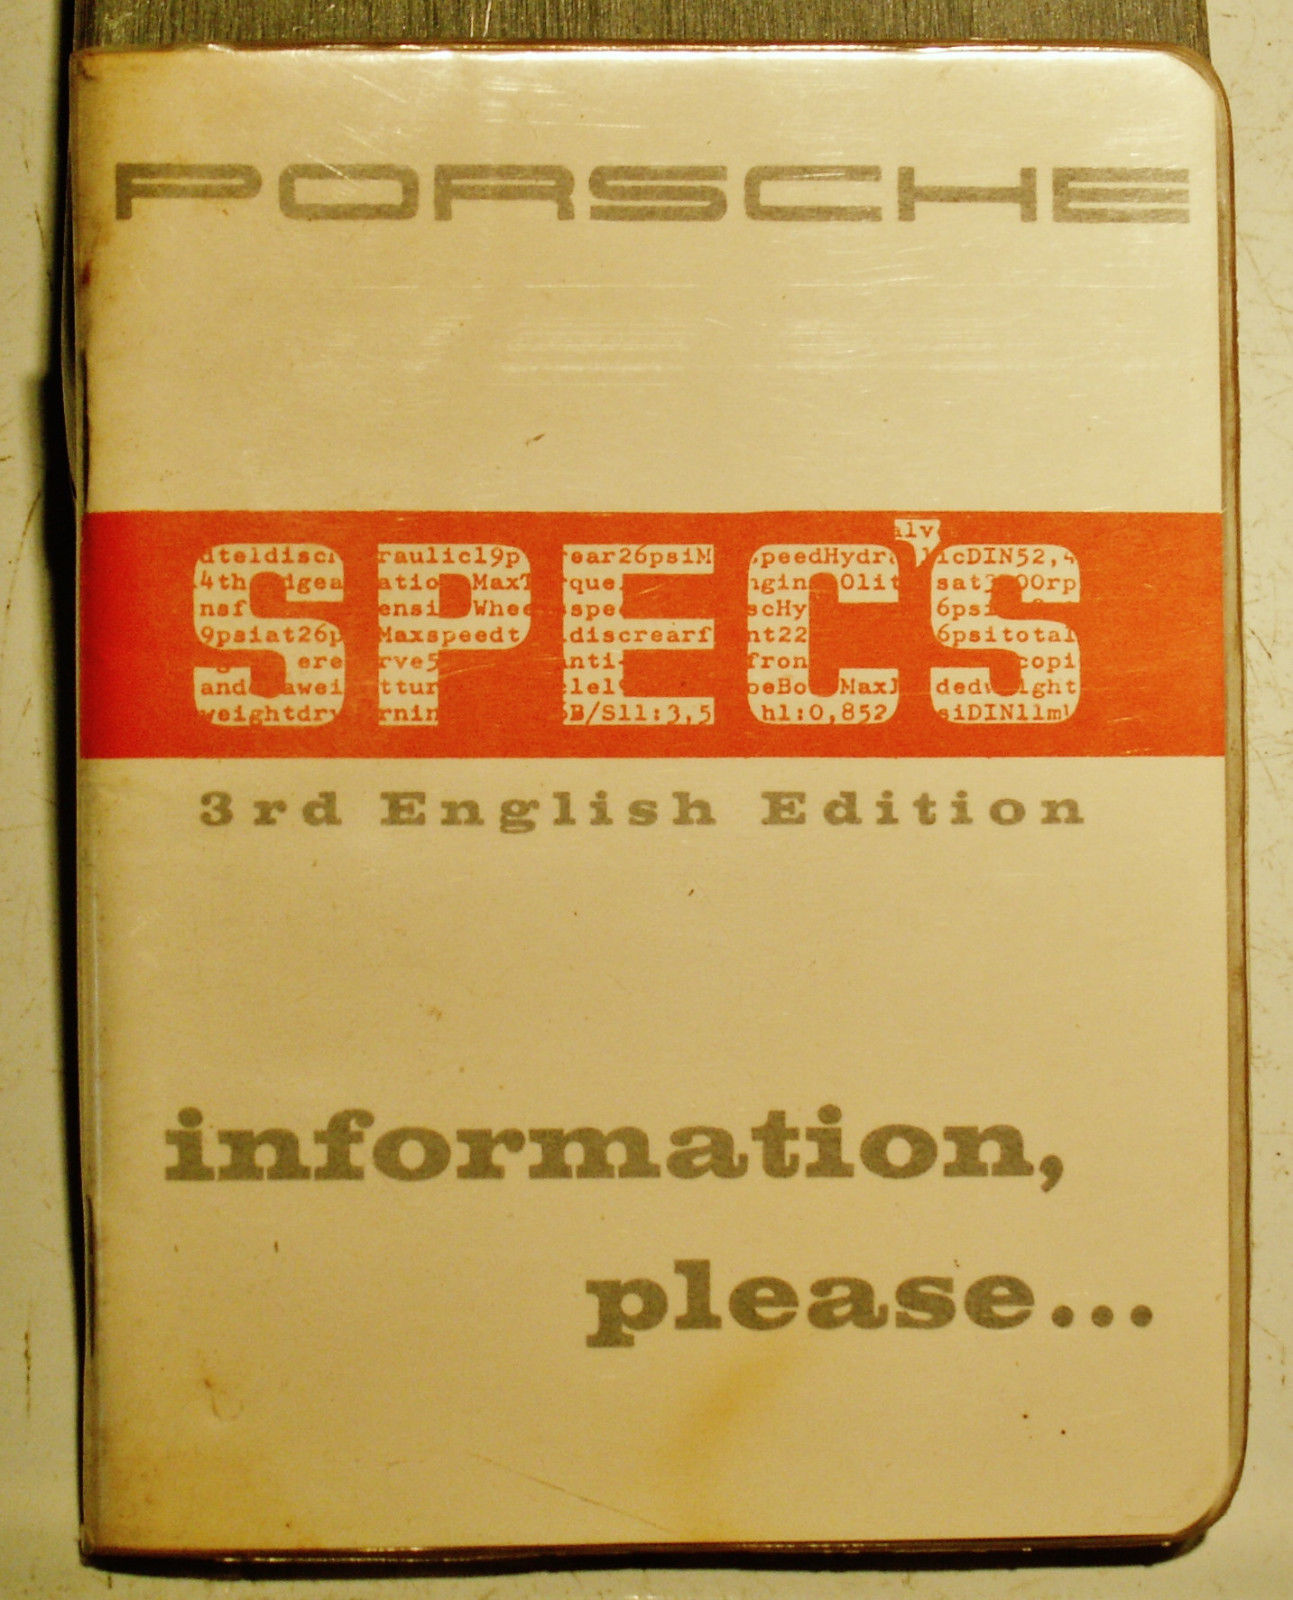 PORSCHE
SPEC'S
3rd English Edition
information,
please...